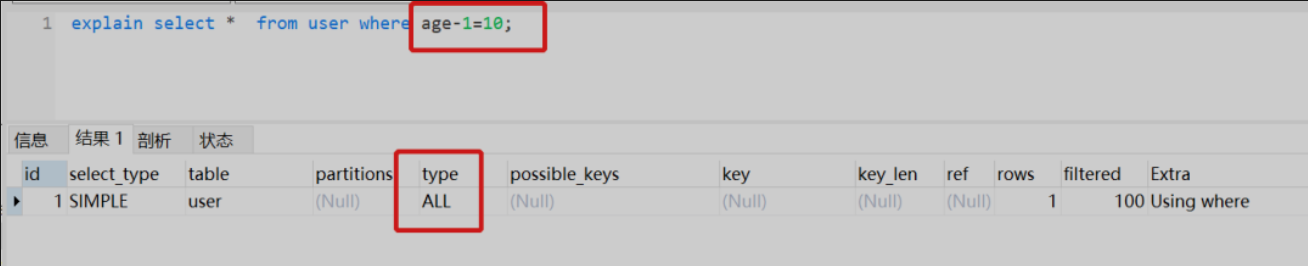 1 explain select *  from user where age-1=10;
信息 结果 1 剖析 状态
id select_type table partitions type possible_keys key key_len ref rows filtered Extra
1 SIMPLE user (Null) ALL (Null) (Null) (Null) (Null) 1 100 Using where